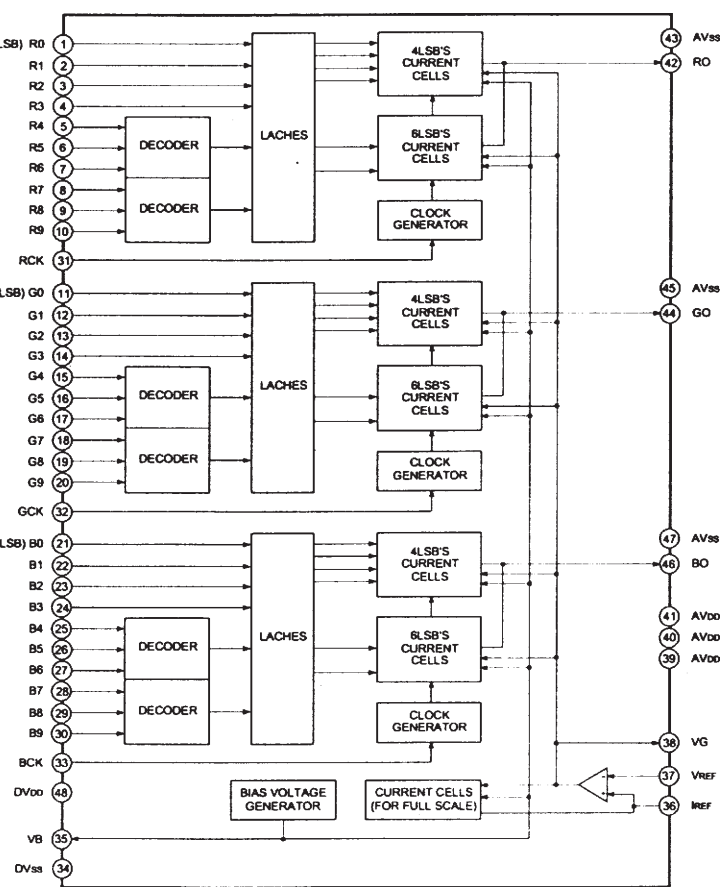 LSB) R0 1
R1 2
R2 3
R3 4
R4 5
R5 6
R6 7
R7 8
R8 9
R9 10
RCK 31
DECODER
DECODER
LACHES
4LSB'S
CURRENT
CELLS
6LSB'S
CURRENT
CELLS
CLOCK
GENERATOR
43 AVss
42 RO
LSB) G0 11
G1 12
G2 13
G3 14
G4 15
G5 16
G6 17
G7 18
G8 19
G9 20
GCK 32
DECODER
DECODER
LACHES
4LSB'S
CURRENT
CELLS
6LSB'S
CURRENT
CELLS
CLOCK
GENERATOR
45 AVss
44 GO
LSB) B0 21
B1 22
B2 23
B3 24
B4 25
B5 26
B6 27
B7 28
B8 29
B9 30
BCK 33
DECODER
DECODER
LACHES
4LSB'S
CURRENT
CELLS
6LSB'S
CURRENT
CELLS
CLOCK
GENERATOR
47 AVss
46 BO
41 AVDD
40 AVDD
39 AVDD
38 VG
37 VREF
36 IREF
DVDD 48
VB 35
DVss 34
BIAS VOLTAGE
GENERATOR
CURRENT CELLS
(FOR FULL SCALE)